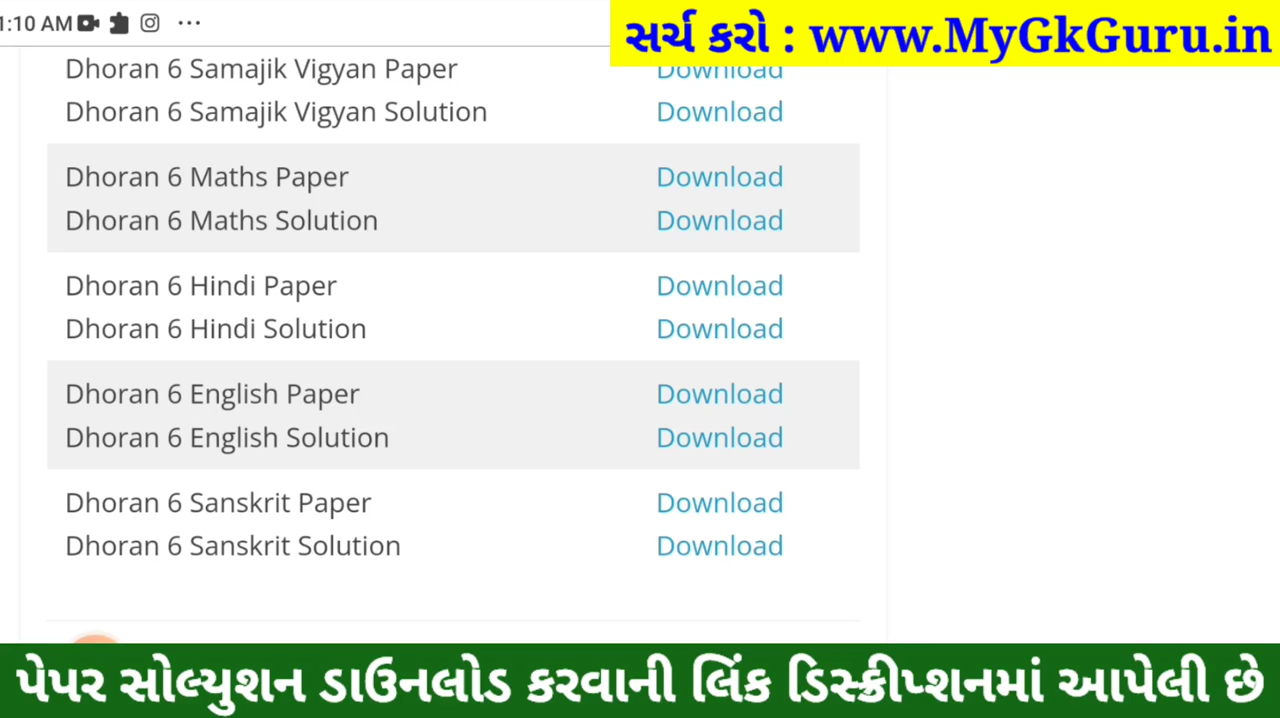 1:10 AM
સર્ચ કરો : www.MyGkGuru.in
Dhoran 6 Samajik Vigyan Paper Download
Dhoran 6 Samajik Vigyan Solution Download
Dhoran 6 Maths Paper Download
Dhoran 6 Maths Solution Download
Dhoran 6 Hindi Paper Download
Dhoran 6 Hindi Solution Download
Dhoran 6 English Paper Download
Dhoran 6 English Solution Download
Dhoran 6 Sanskrit Paper Download
Dhoran 6 Sanskrit Solution Download
પેપર સોલ્યુશન ડાઉનલોડ કરવાની લિંક ડિસ્ક્રીપ્શનમાં આપેલી છે